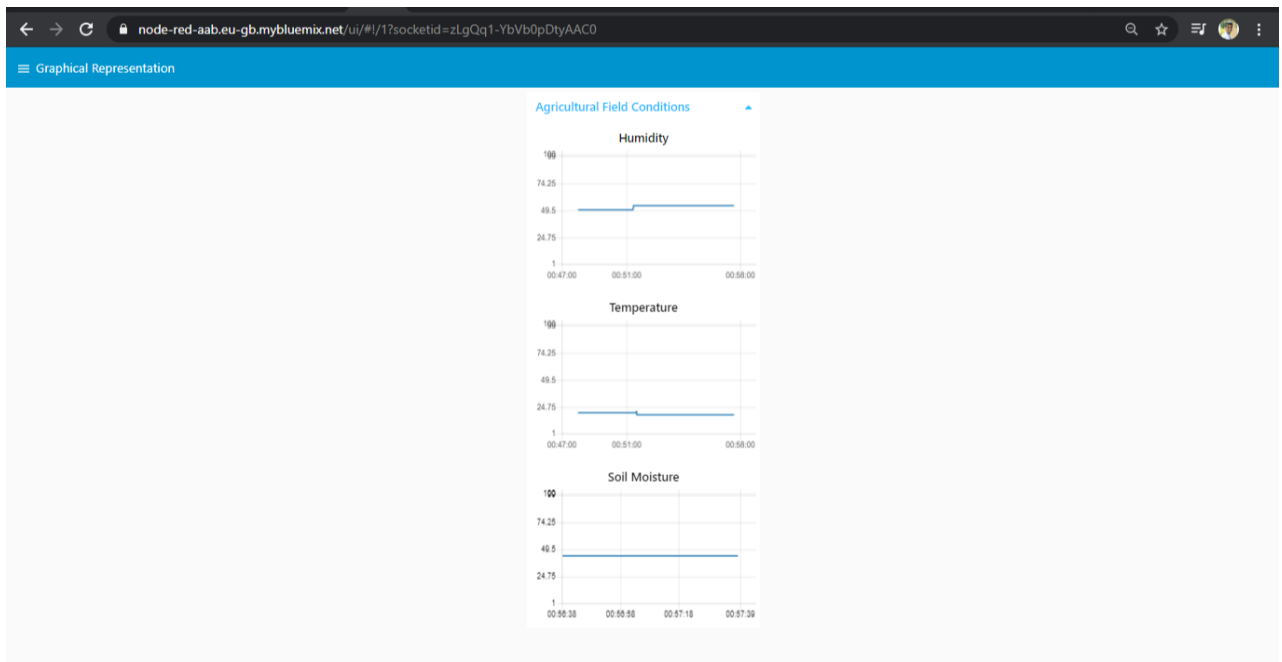 node-red-aab.eu-gb.mybluemix.net/ui/#!/1?socketid=zLgQq1-YbVb0pDtyAAC0
Graphical Representation
Agricultural Field Conditions
Humidity
74.25
49.5
24.75
1
00:47:00 00:51:00 00:58:00
Temperature
74.25
49.5
24.75
1
00:47:00 00:51:00 00:58:00
Soil Moisture
74.25
49.5
24.75
1
00:56:38 00:56:58 00:57:18 00:57:39